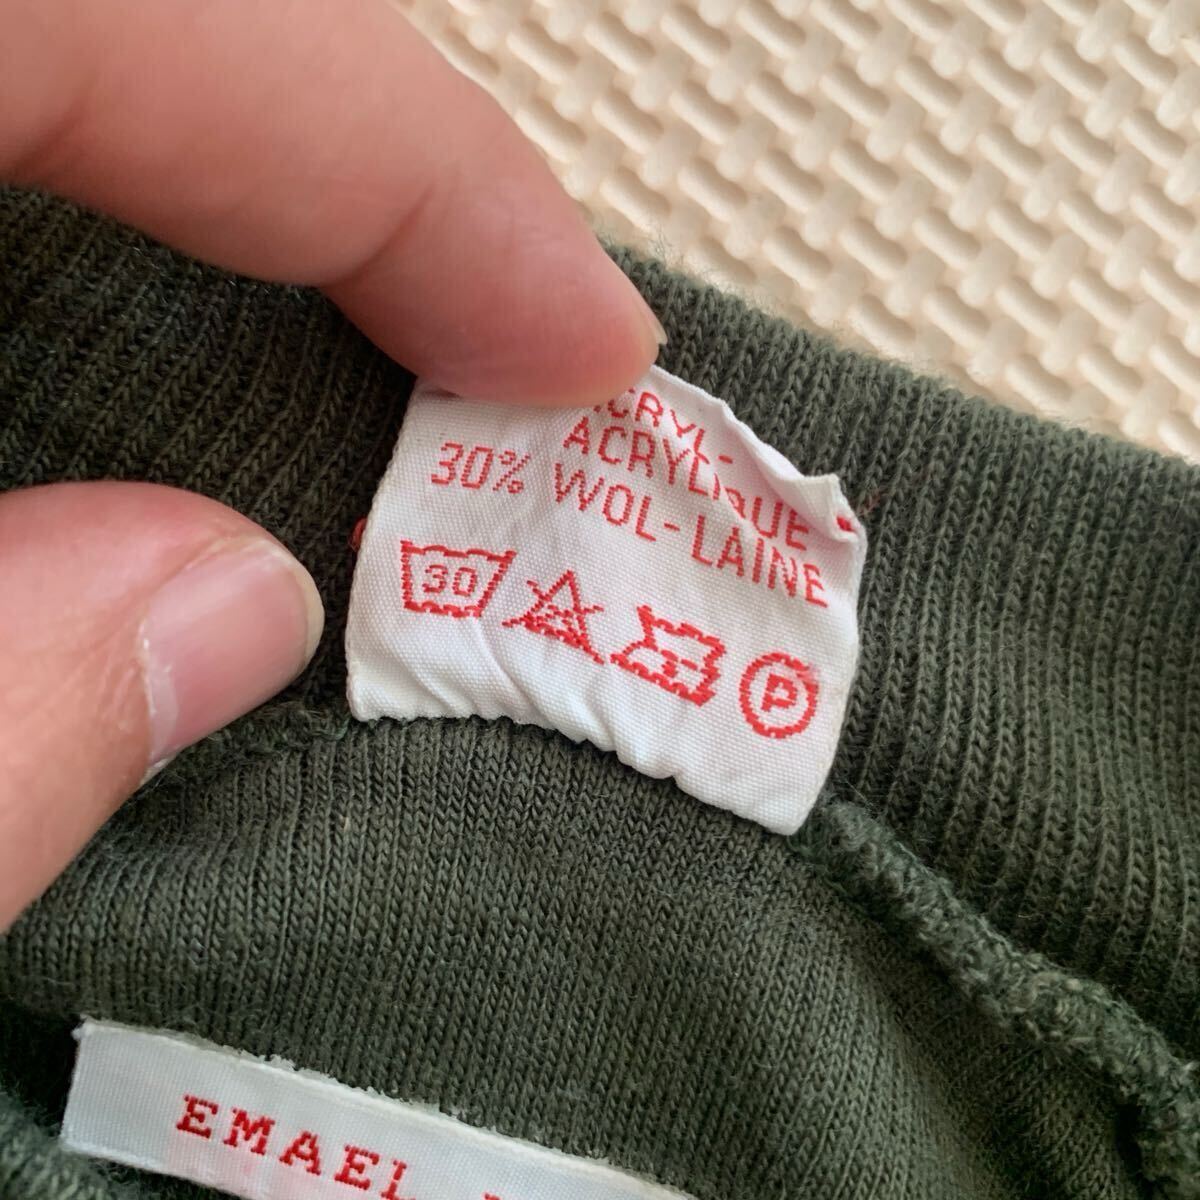 ACRYL-
ACRYLIQUE
30% WOL-LAINE
30
P
EMAEL